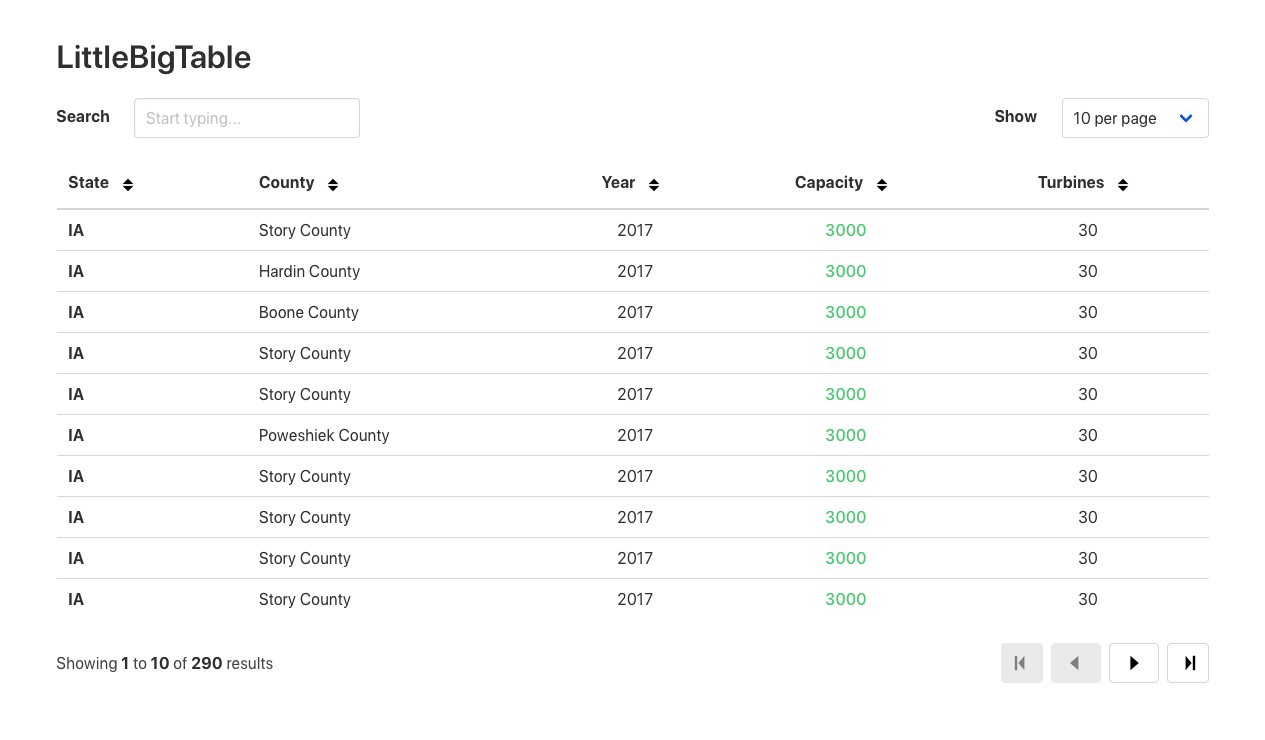 LittleBigTable
Search Start typing... Show 10 per page
State County Year Capacity Turbines
IA Story County 2017 3000 30
IA Hardin County 2017 3000 30
IA Boone County 2017 3000 30
IA Story County 2017 3000 30
IA Story County 2017 3000 30
IA Poweshiek County 2017 3000 30
IA Story County 2017 3000 30
IA Story County 2017 3000 30
IA Story County 2017 3000 30
IA Story County 2017 3000 30
Showing 1 to 10 of 290 results